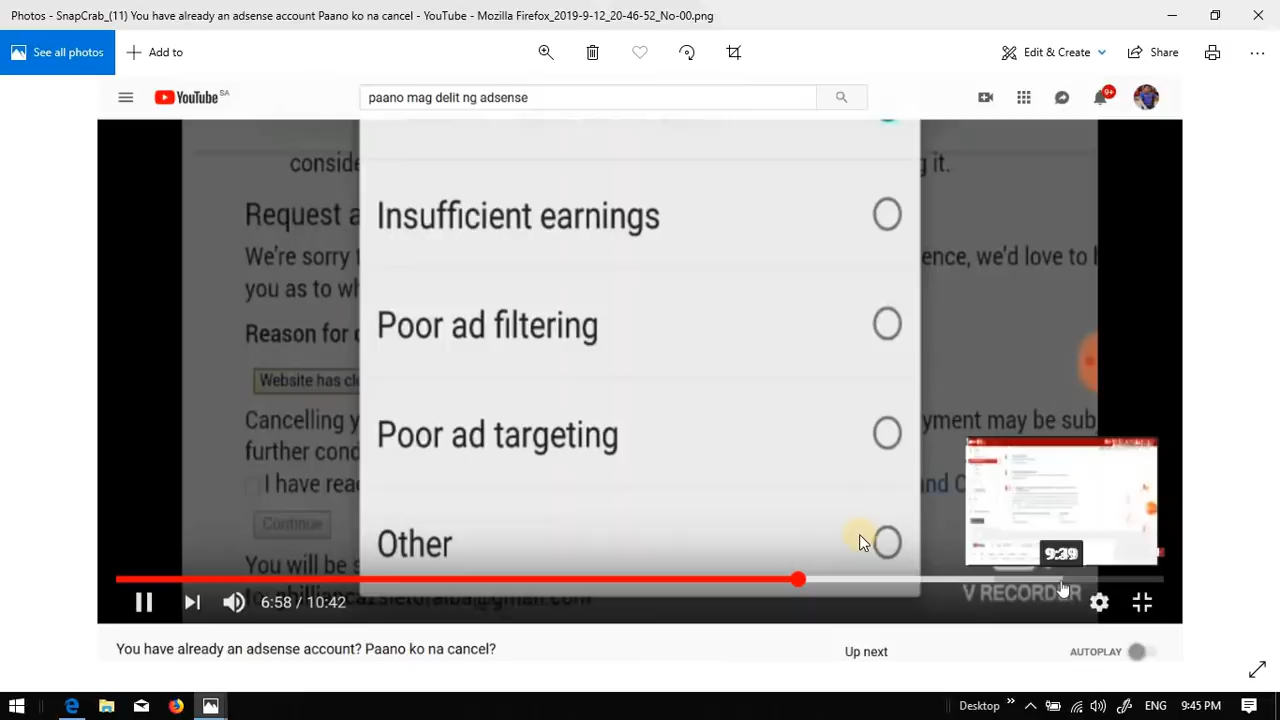 Photos - SnapCrab_(11) You have already an adsense account Paano ko na cancel - YouTube - Mozilla Firefox_2019-9-12_20-46-52_No-00.png
See all photos
Add to
Edit & Create
Share
YouTube SA
paano mag delit ng adsense
9+
conside
g it.
Insufficient earnings
Request a
We're sorry
ence, we'd love to
you as to wh
Poor ad filtering
Reason for
Website has cl
Poor ad targeting
Cancelling y
yment may be sub
further cond
I have rea
and C
Continue
Other
You will be s
9:39
V RECORDER
6:58 / 10:42
You have already an adsense account? Paano ko na cancel?
Up next
AUTOPLAY
Desktop
ENG
9:45 PM